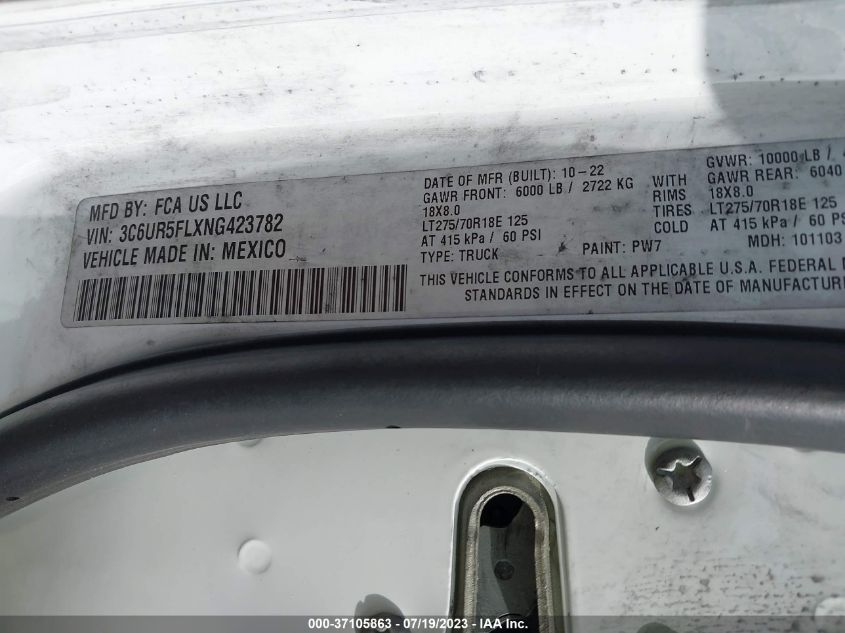 MFD BY: FCA US LLC
VIN: 3C6UR5FLXNG423782
VEHICLE MADE IN: MEXICO
DATE OF MFR (BUILT): 10-22
GAWR FRONT: 6000 LB / 2722 KG
18X8.0
LT275/70R18E 125
AT 415 kPa / 60 PSI
TYPE: TRUCK
PAINT: PW7
WITH
RIMS
TIRES
COLD
GVWR: 10000 LB /
GAWR REAR: 6040
18X8.0
LT275/70R18E 125
AT 415 kPa / 60 PSI
MDH: 101103
THIS VEHICLE CONFORMS TO ALL APPLICABLE U.S.A. FEDERAL
STANDARDS IN EFFECT ON THE DATE OF MANUFACTUR
000-37105863 - 07/19/2023 - IAAI, Inc.